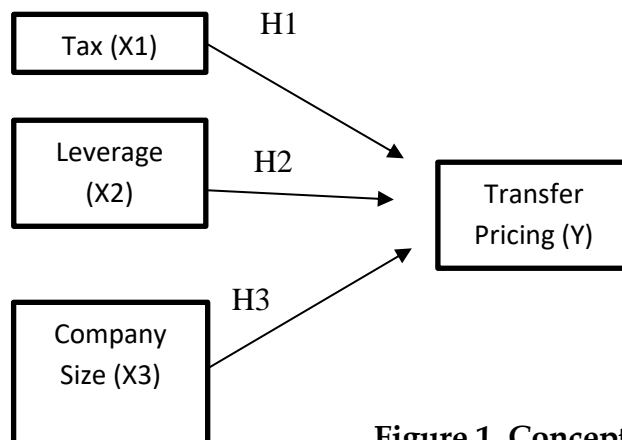 H1
Tax (X1)
Leverage
(X2)
H2
Transfer
Pricing (Y)
H3
Company
Size (X3)
Figure 1. Concept